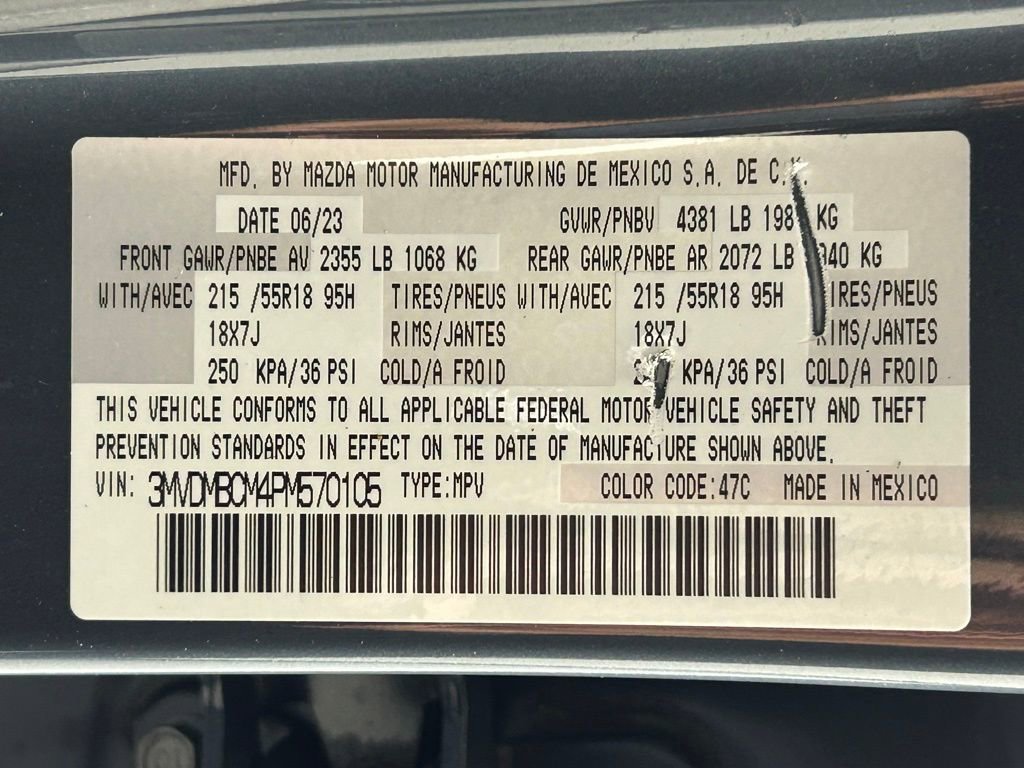 MFD. BY MAZDA MOTOR MANUFACTURING DE MEXICO S.A. DE C.V.
DATE 06/23 GVWR/PNBV 4381 LB KG
FRONT GAWR/PNBE AV 2355 LB 1068 KG REAR GAWR/PNBE AR 2072 LB KG
WITH/AVEC 215 /55R18 95H TIRES/PNEUS WITH/AVEC 215 /55R18 95H TIRES/PNEUS
18X7J RIMS/JANTES 18X7J RIMS/JANTES
250 KPA/36 PSI COLD/A FROID KPA/36 PSI COLD/A FROID
THIS VEHICLE CONFORMS TO ALL APPLICABLE FEDERAL MOTOR VEHICLE SAFETY AND THEFT
PREVENTION STANDARDS IN EFFECT ON THE DATE OF MANUFACTURE SHOWN ABOVE.
VIN: 3MVDMBCM4PM570105 TYPE:MPV COLOR CODE:47C MADE IN MEXICO